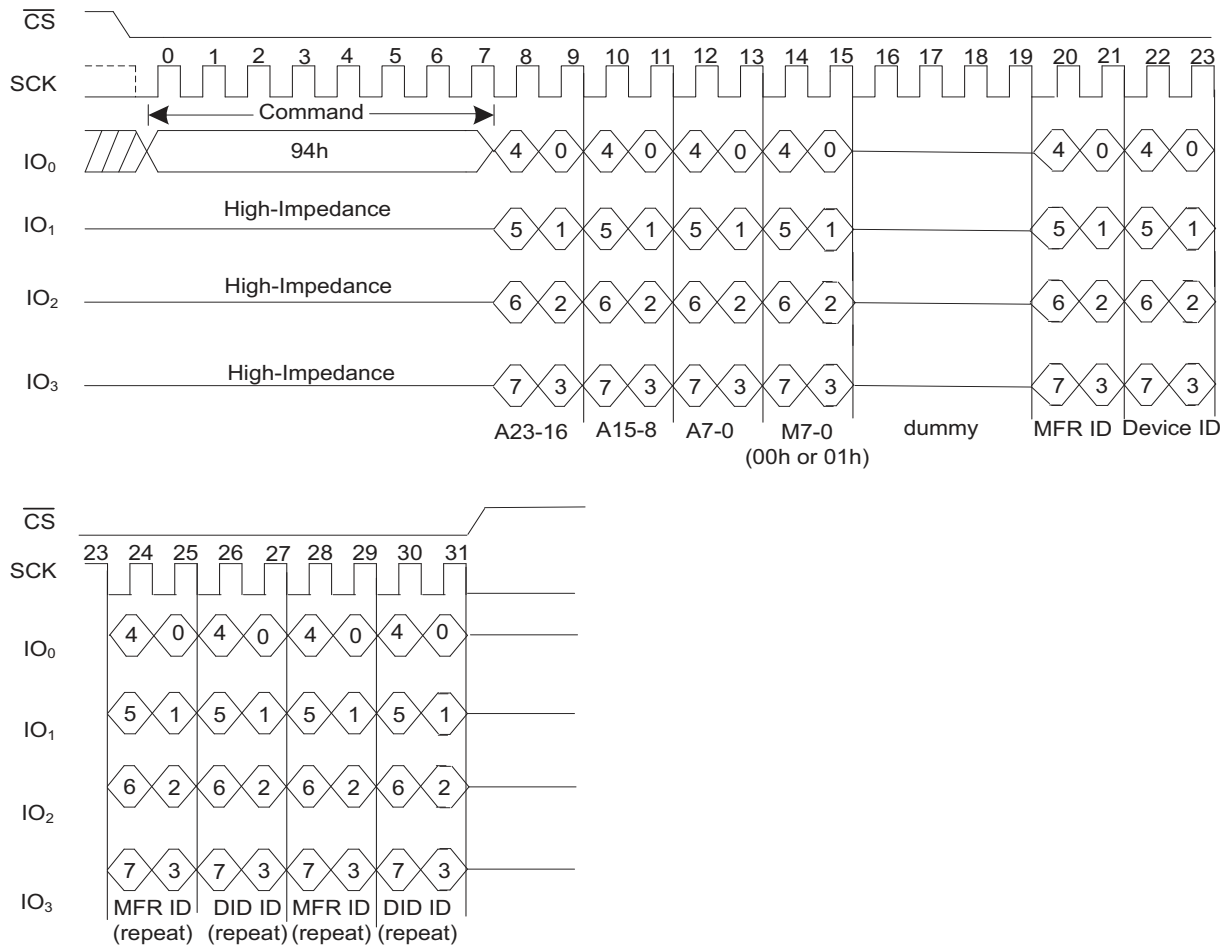 CS
0 1 2 3 4 5 6 7 8 9 10 11 12 13 14 15 16 17 18 19 20 21 22 23
SCK
Command
IO0 94h 4 0 4 0 4 0 4 0 4 0 4 0
High-Impedance
IO1 5 1 5 1 5 1 5 1 5 1 5 1
High-Impedance
IO2 6 2 6 2 6 2 6 2 6 2 6 2
High-Impedance
IO3 7 3 7 3 7 3 7 3 7 3 7 3
A23-16 A15-8 A7-0 M7-0 dummy MFR ID Device ID
(00h or 01h)
CS
23 24 25 26 27 28 29 30 31
SCK
IO0 4 0 4 0 4 0 4 0
IO1 5 1 5 1 5 1 5 1
IO2 6 2 6 2 6 2 6 2
IO3 7 3 7 3 7 3 7 3
MFR ID DID ID MFR ID DID ID
(repeat) (repeat) (repeat) (repeat)